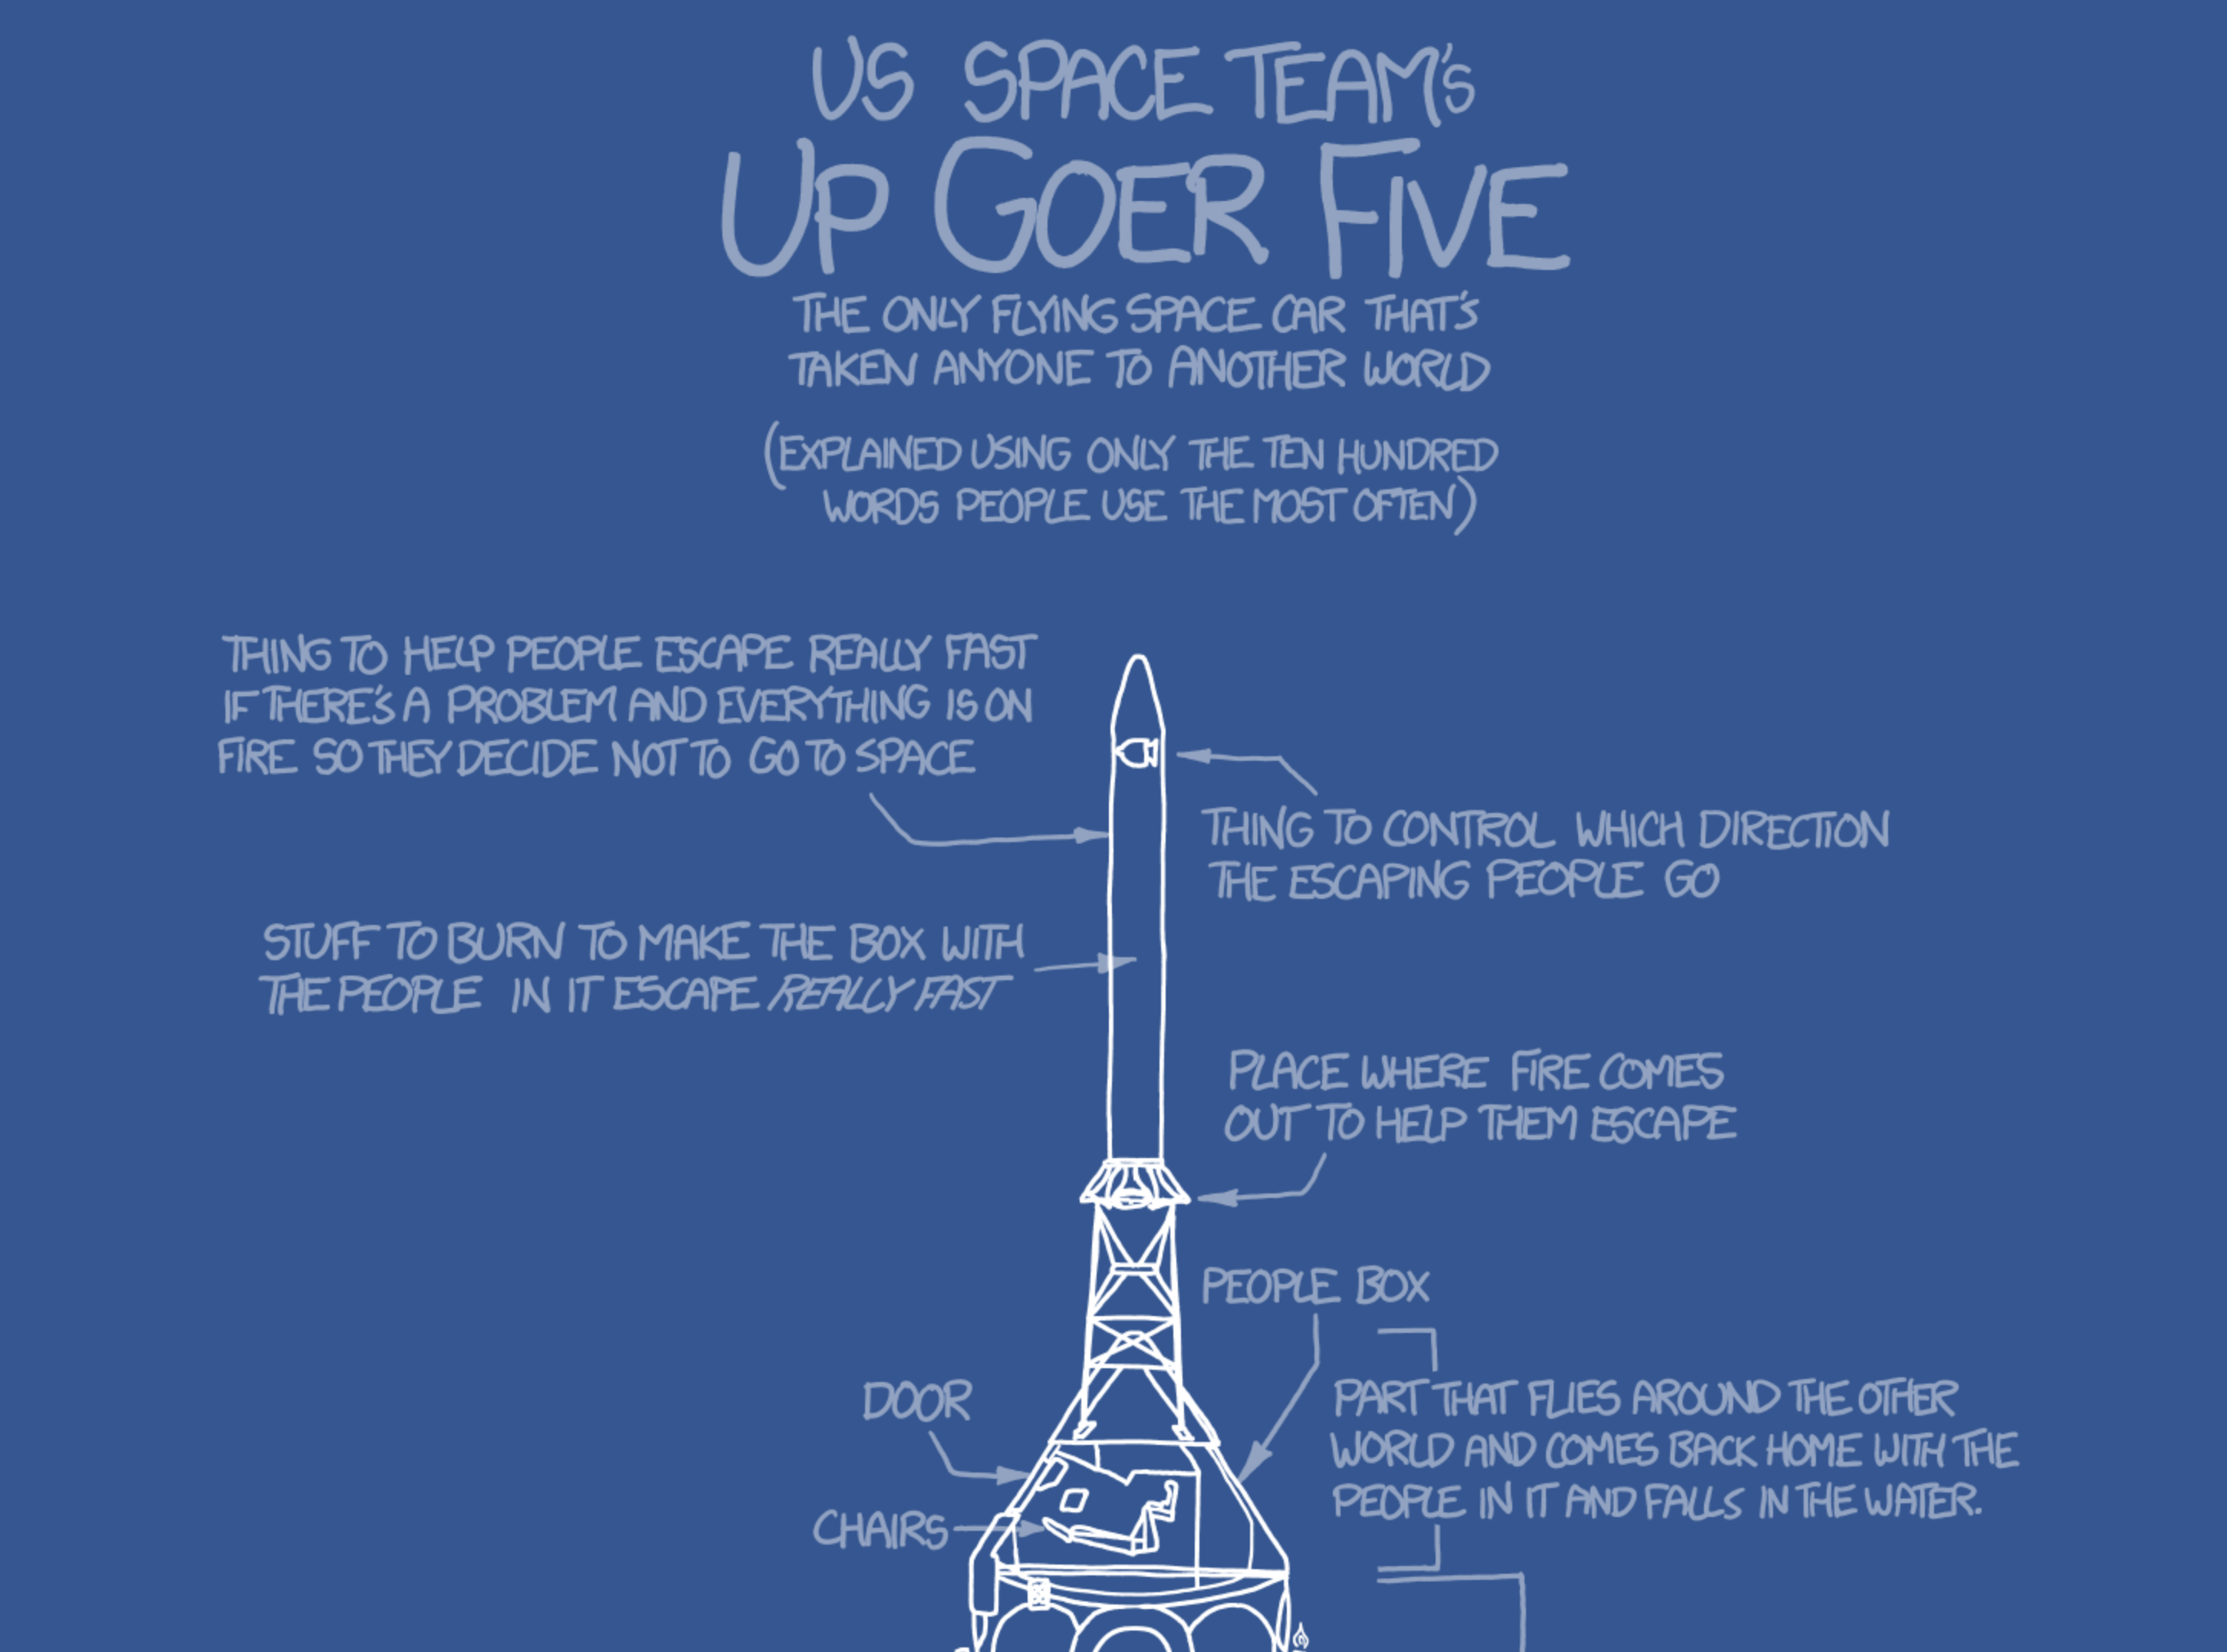 US SPACE TEAM'S
UP GOER FIVE
THE ONLY FLYING SPACE CAR THAT'S
TAKEN ANYONE TO ANOTHER WORLD
(EXPLAINED USING ONLY THE TEN HUNDRED
WORDS PEOPLE USE THE MOST OFTEN)
THING TO HELP PEOPLE ESCAPE REALLY FAST
IF THERE'S A PROBLEM AND EVERYTHING IS ON
FIRE SO THEY DECIDE NOT TO GO TO SPACE
THING TO CONTROL WHICH DIRECTION
THE ESCAPING PEOPLE GO
STUFF TO BURN TO MAKE THE BOX WITH
THE PEOPLE IN IT ESCAPE REALLY FAST
PLACE WHERE FIRE COMES
OUT TO HELP THEM ESCAPE
PEOPLE BOX
DOOR
PART THAT FLIES AROUND THE OTHER
WORLD AND COMES BACK HOME WITH THE
PEOPLE IN IT AND FALLS IN THE WATER.
CHAIRS